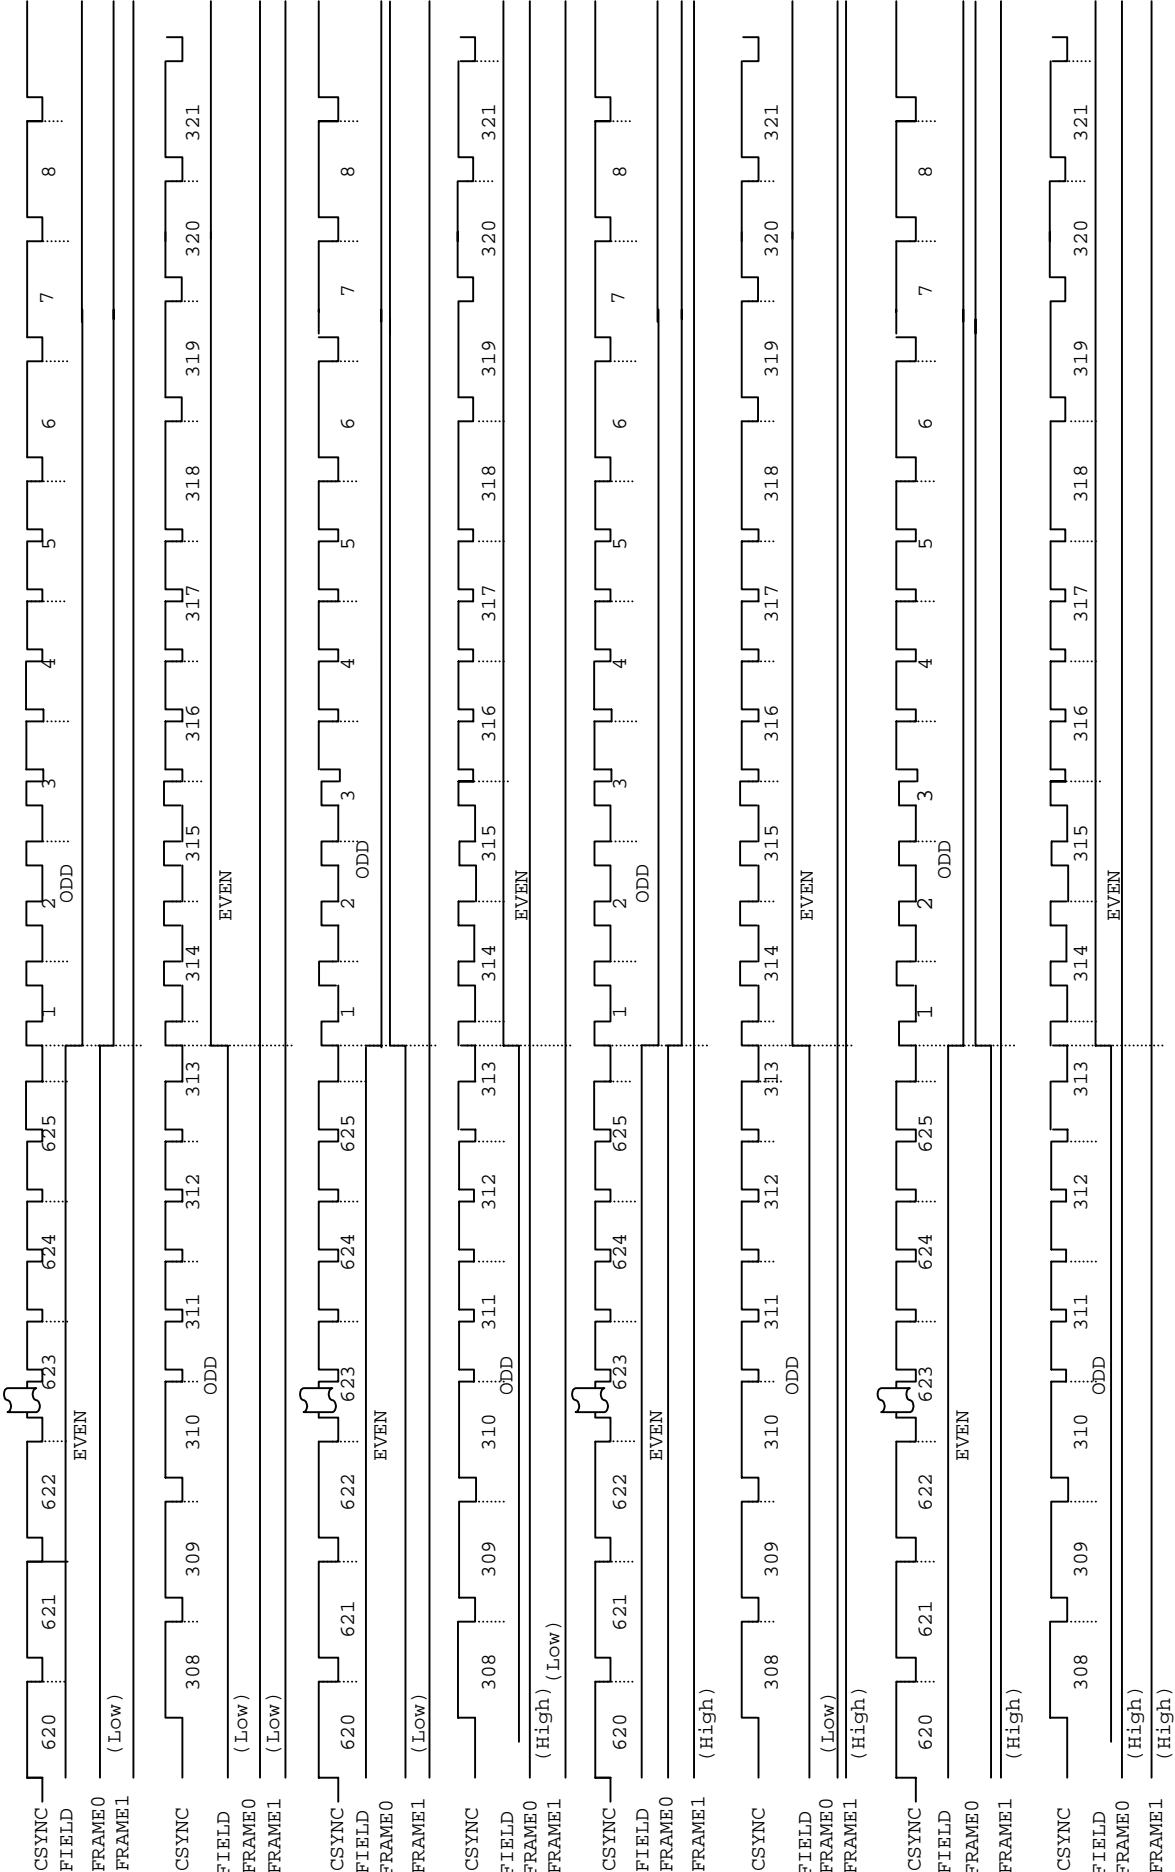 CSYNC
620 621 622 623 624 625 1 2 3 4 5 6 7 8
FIELD EVEN ODD
FRAME0
FRAME1 (Low)
CSYNC
308 309 310 311 312 313 314 315 316 317 318 319 320 321
FIELD ODD EVEN
FRAME0 (Low)
FRAME1 (Low)
CSYNC
620 621 622 623 624 625 1 2 3 4 5 6 7 8
FIELD EVEN ODD
FRAME0
FRAME1 (Low)
CSYNC
308 309 310 311 312 313 314 315 316 317 318 319 320 321
FIELD ODD EVEN
FRAME0 (High)
FRAME1 (Low)
CSYNC
620 621 622 623 624 625 1 2 3 4 5 6 7 8
FIELD EVEN ODD
FRAME0
FRAME1 (High)
CSYNC
308 309 310 311 312 313 314 315 316 317 318 319 320 321
FIELD ODD EVEN
FRAME0 (Low)
FRAME1 (High)
CSYNC
620 621 622 623 624 625 1 2 3 4 5 6 7 8
FIELD EVEN ODD
FRAME0
FRAME1 (High)
CSYNC
308 309 310 311 312 313 314 315 316 317 318 319 320 321
FIELD ODD EVEN
FRAME0 (High)
FRAME1 (High)